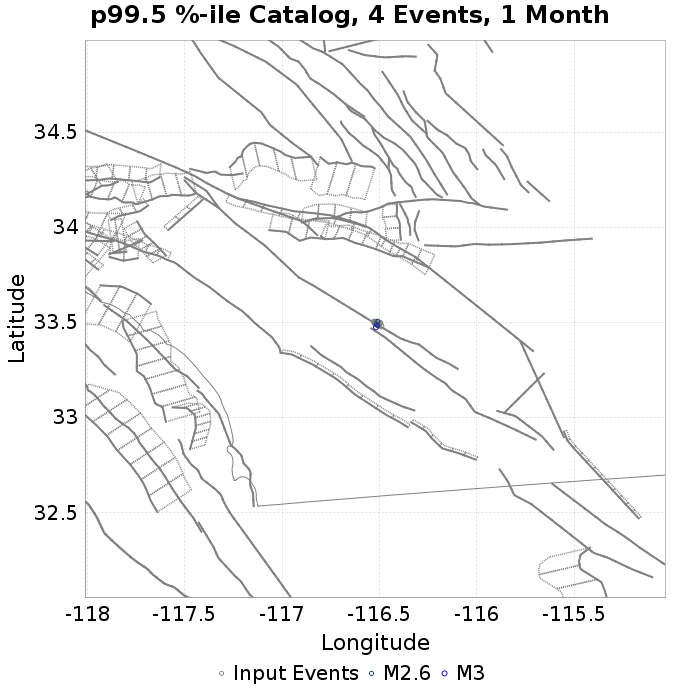 p99.5 %-ile Catalog, 4 Events, 1 Month
34.5
34
33.5
33
32.5
Latitude
-118
-117.5
-117
-116.5
-116
-115.5
Longitude
Input Events
M2.6
M3